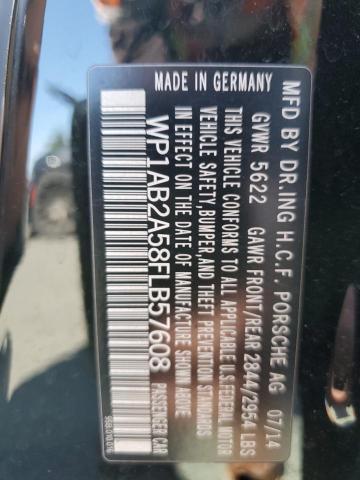 MFD BY DR.ING H.C.F. PORSCHE AG 07/14
GVWR 5622 GAWR FRONT/REAR 2844/2954 LBS
THIS VEHICLE CONFORMS TO ALL APPLICABLE U.S.FEDERAL MOTOR
VEHICLE SAFETY,BUMPER,AND THEFT PREVENTION STANDARDS
IN EFFECT ON THE DATE OF MANUFACTURE SHOWN ABOVE.
WP1AB2A58FLB57608 PASSENGER CAR
MADE IN GERMANY